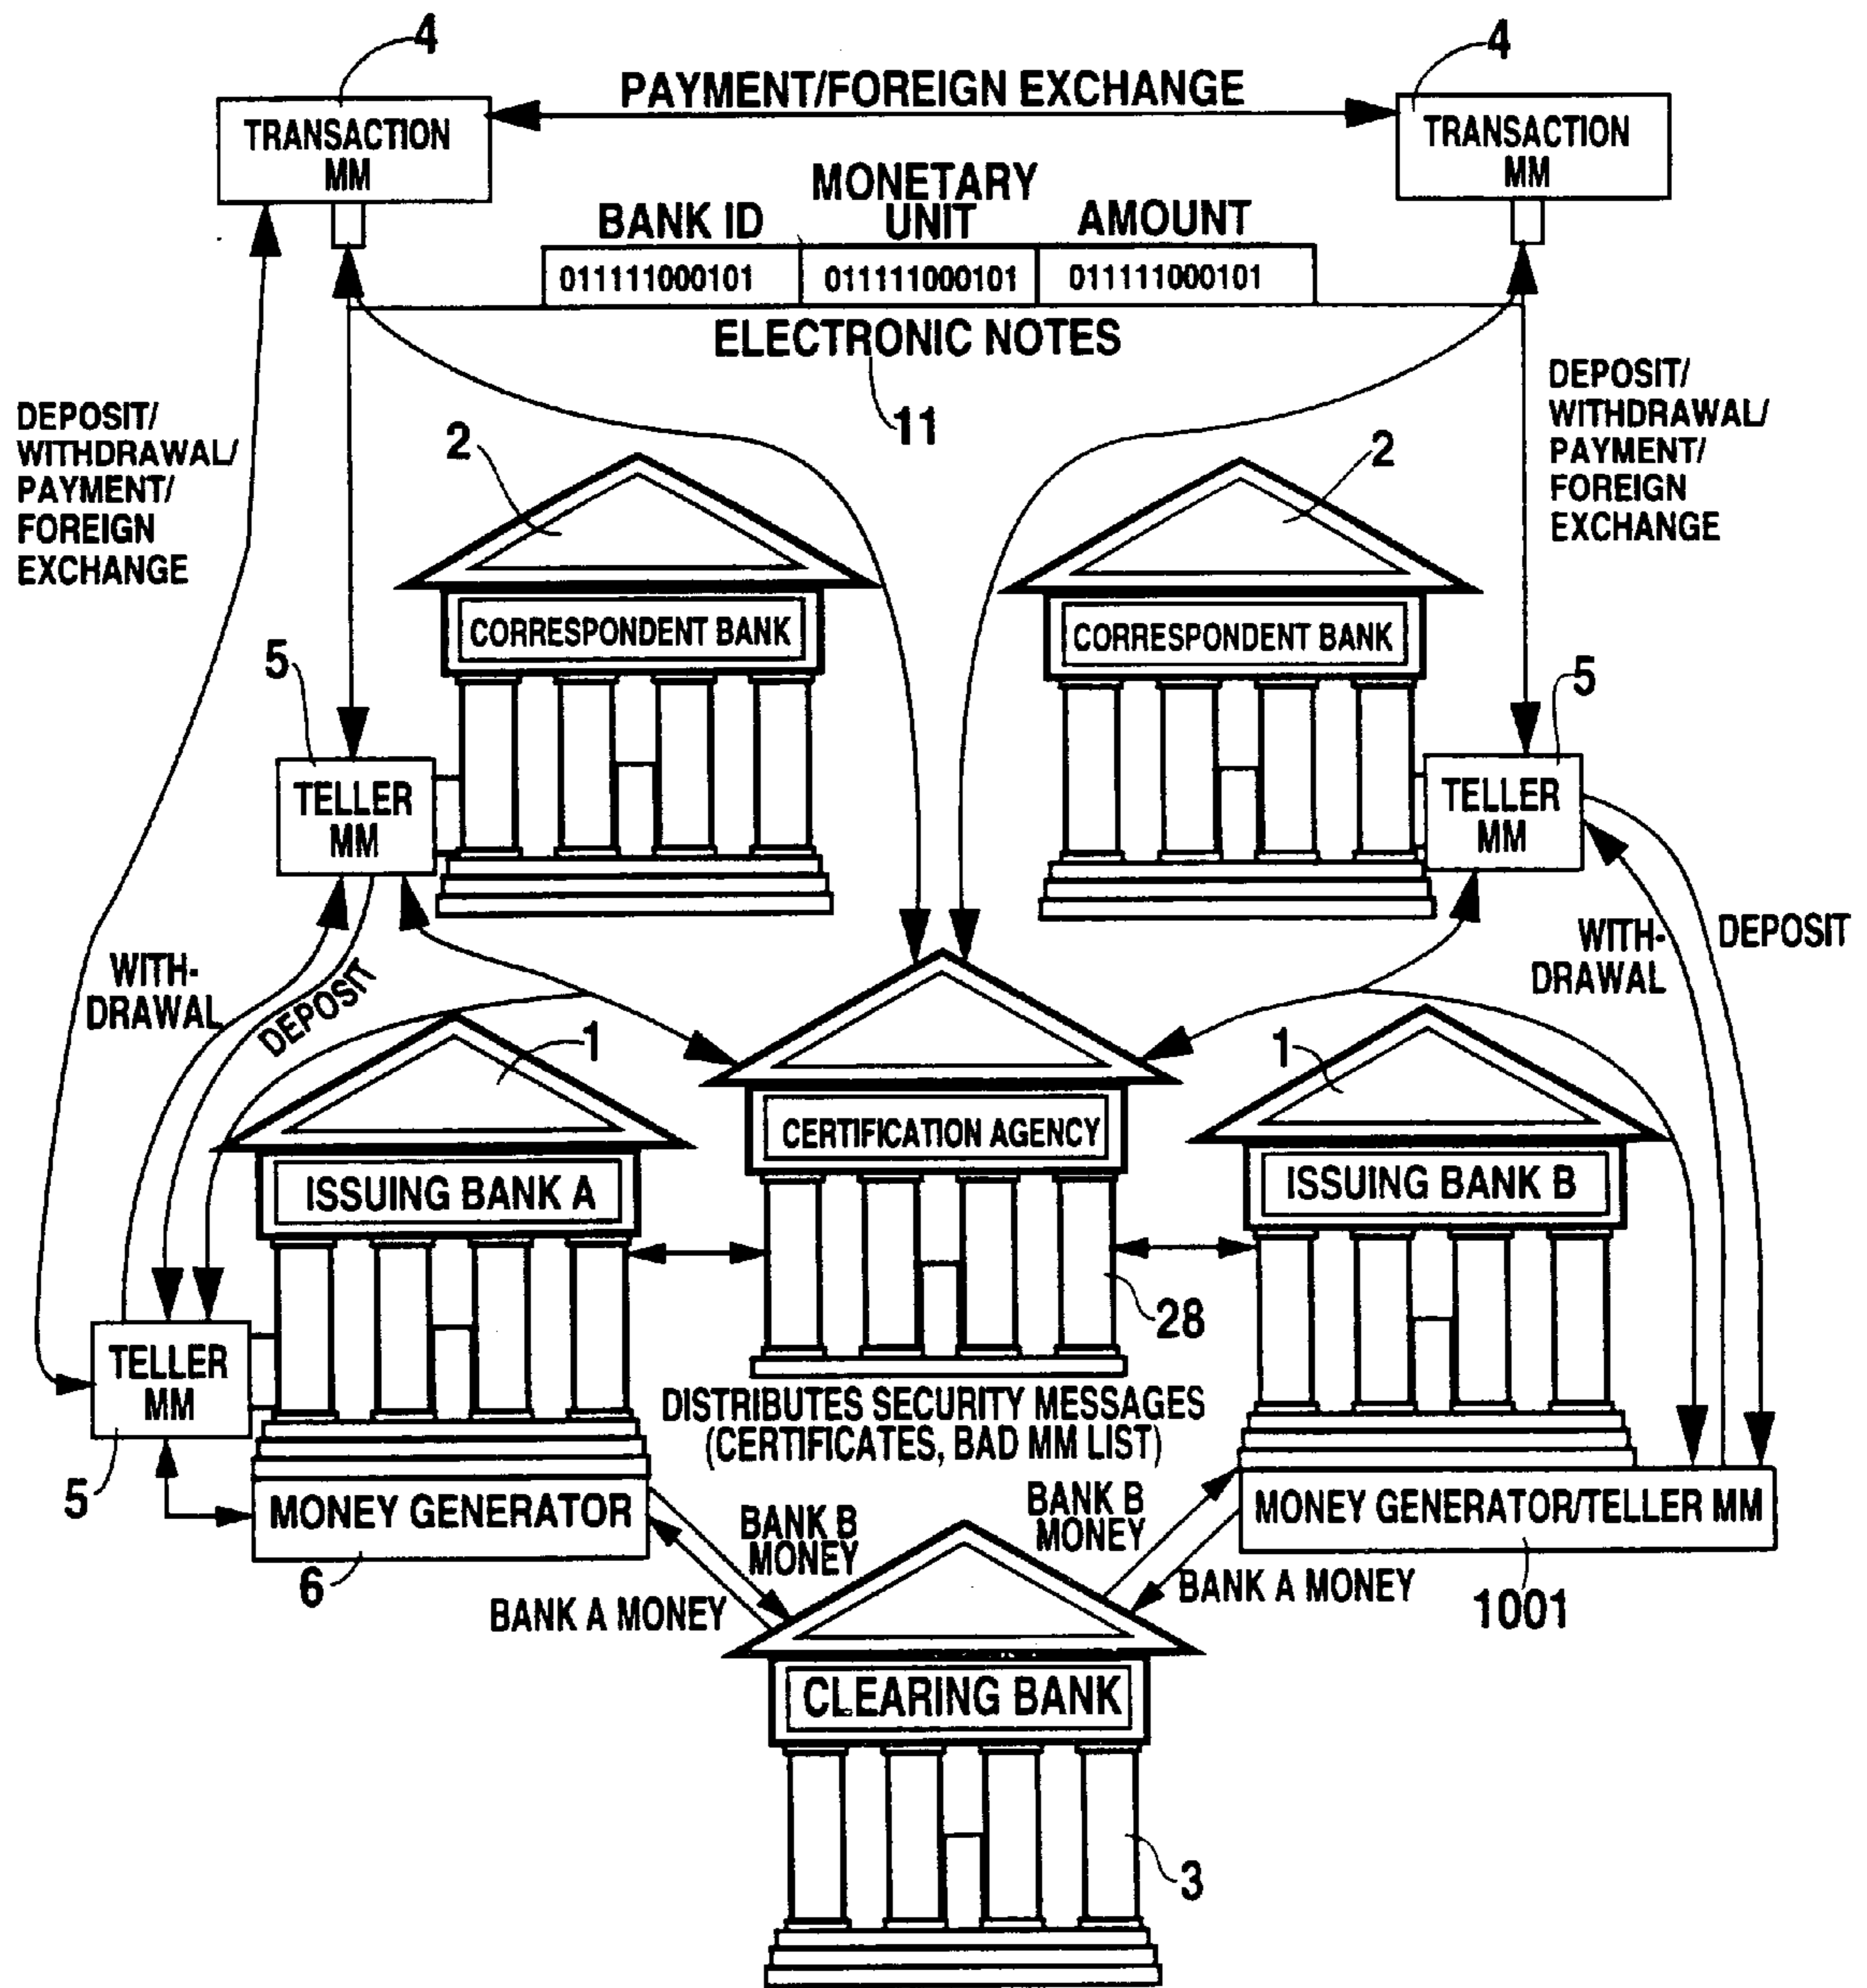 4
4
PAYMENT/FOREIGN EXCHANGE
TRANSACTION
MM
TRANSACTION
MM
MONETARY
BANK ID
UNIT
AMOUNT
011111000101
011111000101
011111000101
ELECTRONIC NOTES
11
DEPOSIT/
WITHDRAWAL/
PAYMENT/
FOREIGN
EXCHANGE
DEPOSIT/
WITHDRAWAL/
PAYMENT/
FOREIGN
EXCHANGE
2
2
CORRESPONDENT BANK
CORRESPONDENT BANK
5
5
TELLER
MM
TELLER
MM
WITH-
DRAWAL
DEPOSIT
WITH-
DRAWAL
DEPOSIT
1
1
CERTIFICATION AGENCY
ISSUING BANK A
ISSUING BANK B
28
TELLER
MM
5
DISTRIBUTES SECURITY MESSAGES
(CERTIFICATES, BAD MM LIST)
MONEY GENERATOR
6
BANK B
MONEY
BANK A MONEY
BANK B
MONEY
BANK A MONEY
MONEY GENERATOR/TELLER MM
1001
CLEARING BANK
3